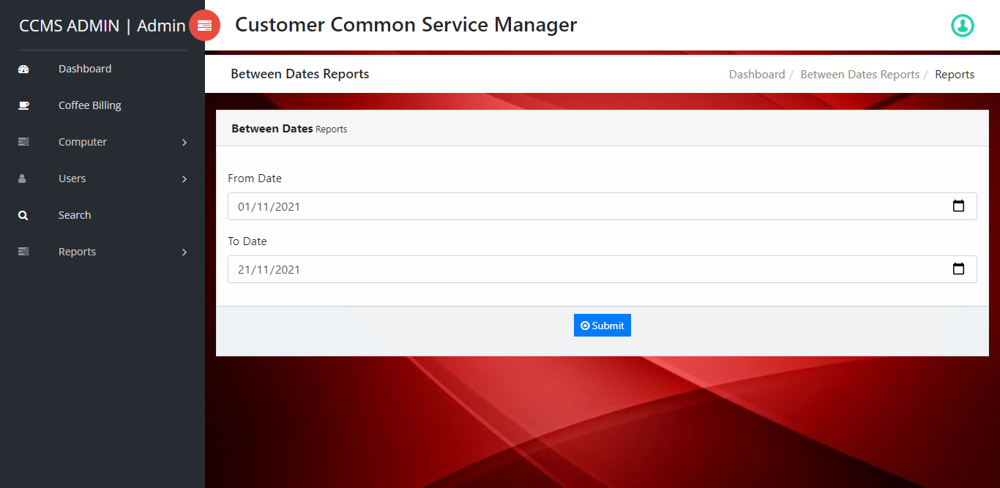 CCMS ADMIN | Admin
Customer Common Service Manager
Dashboard
Coffee Billing
Computer
Users
Search
Reports
Between Dates Reports
Dashboard / Between Dates Reports / Reports
Between Dates Reports
From Date
01/11/2021
To Date
21/11/2021
Submit